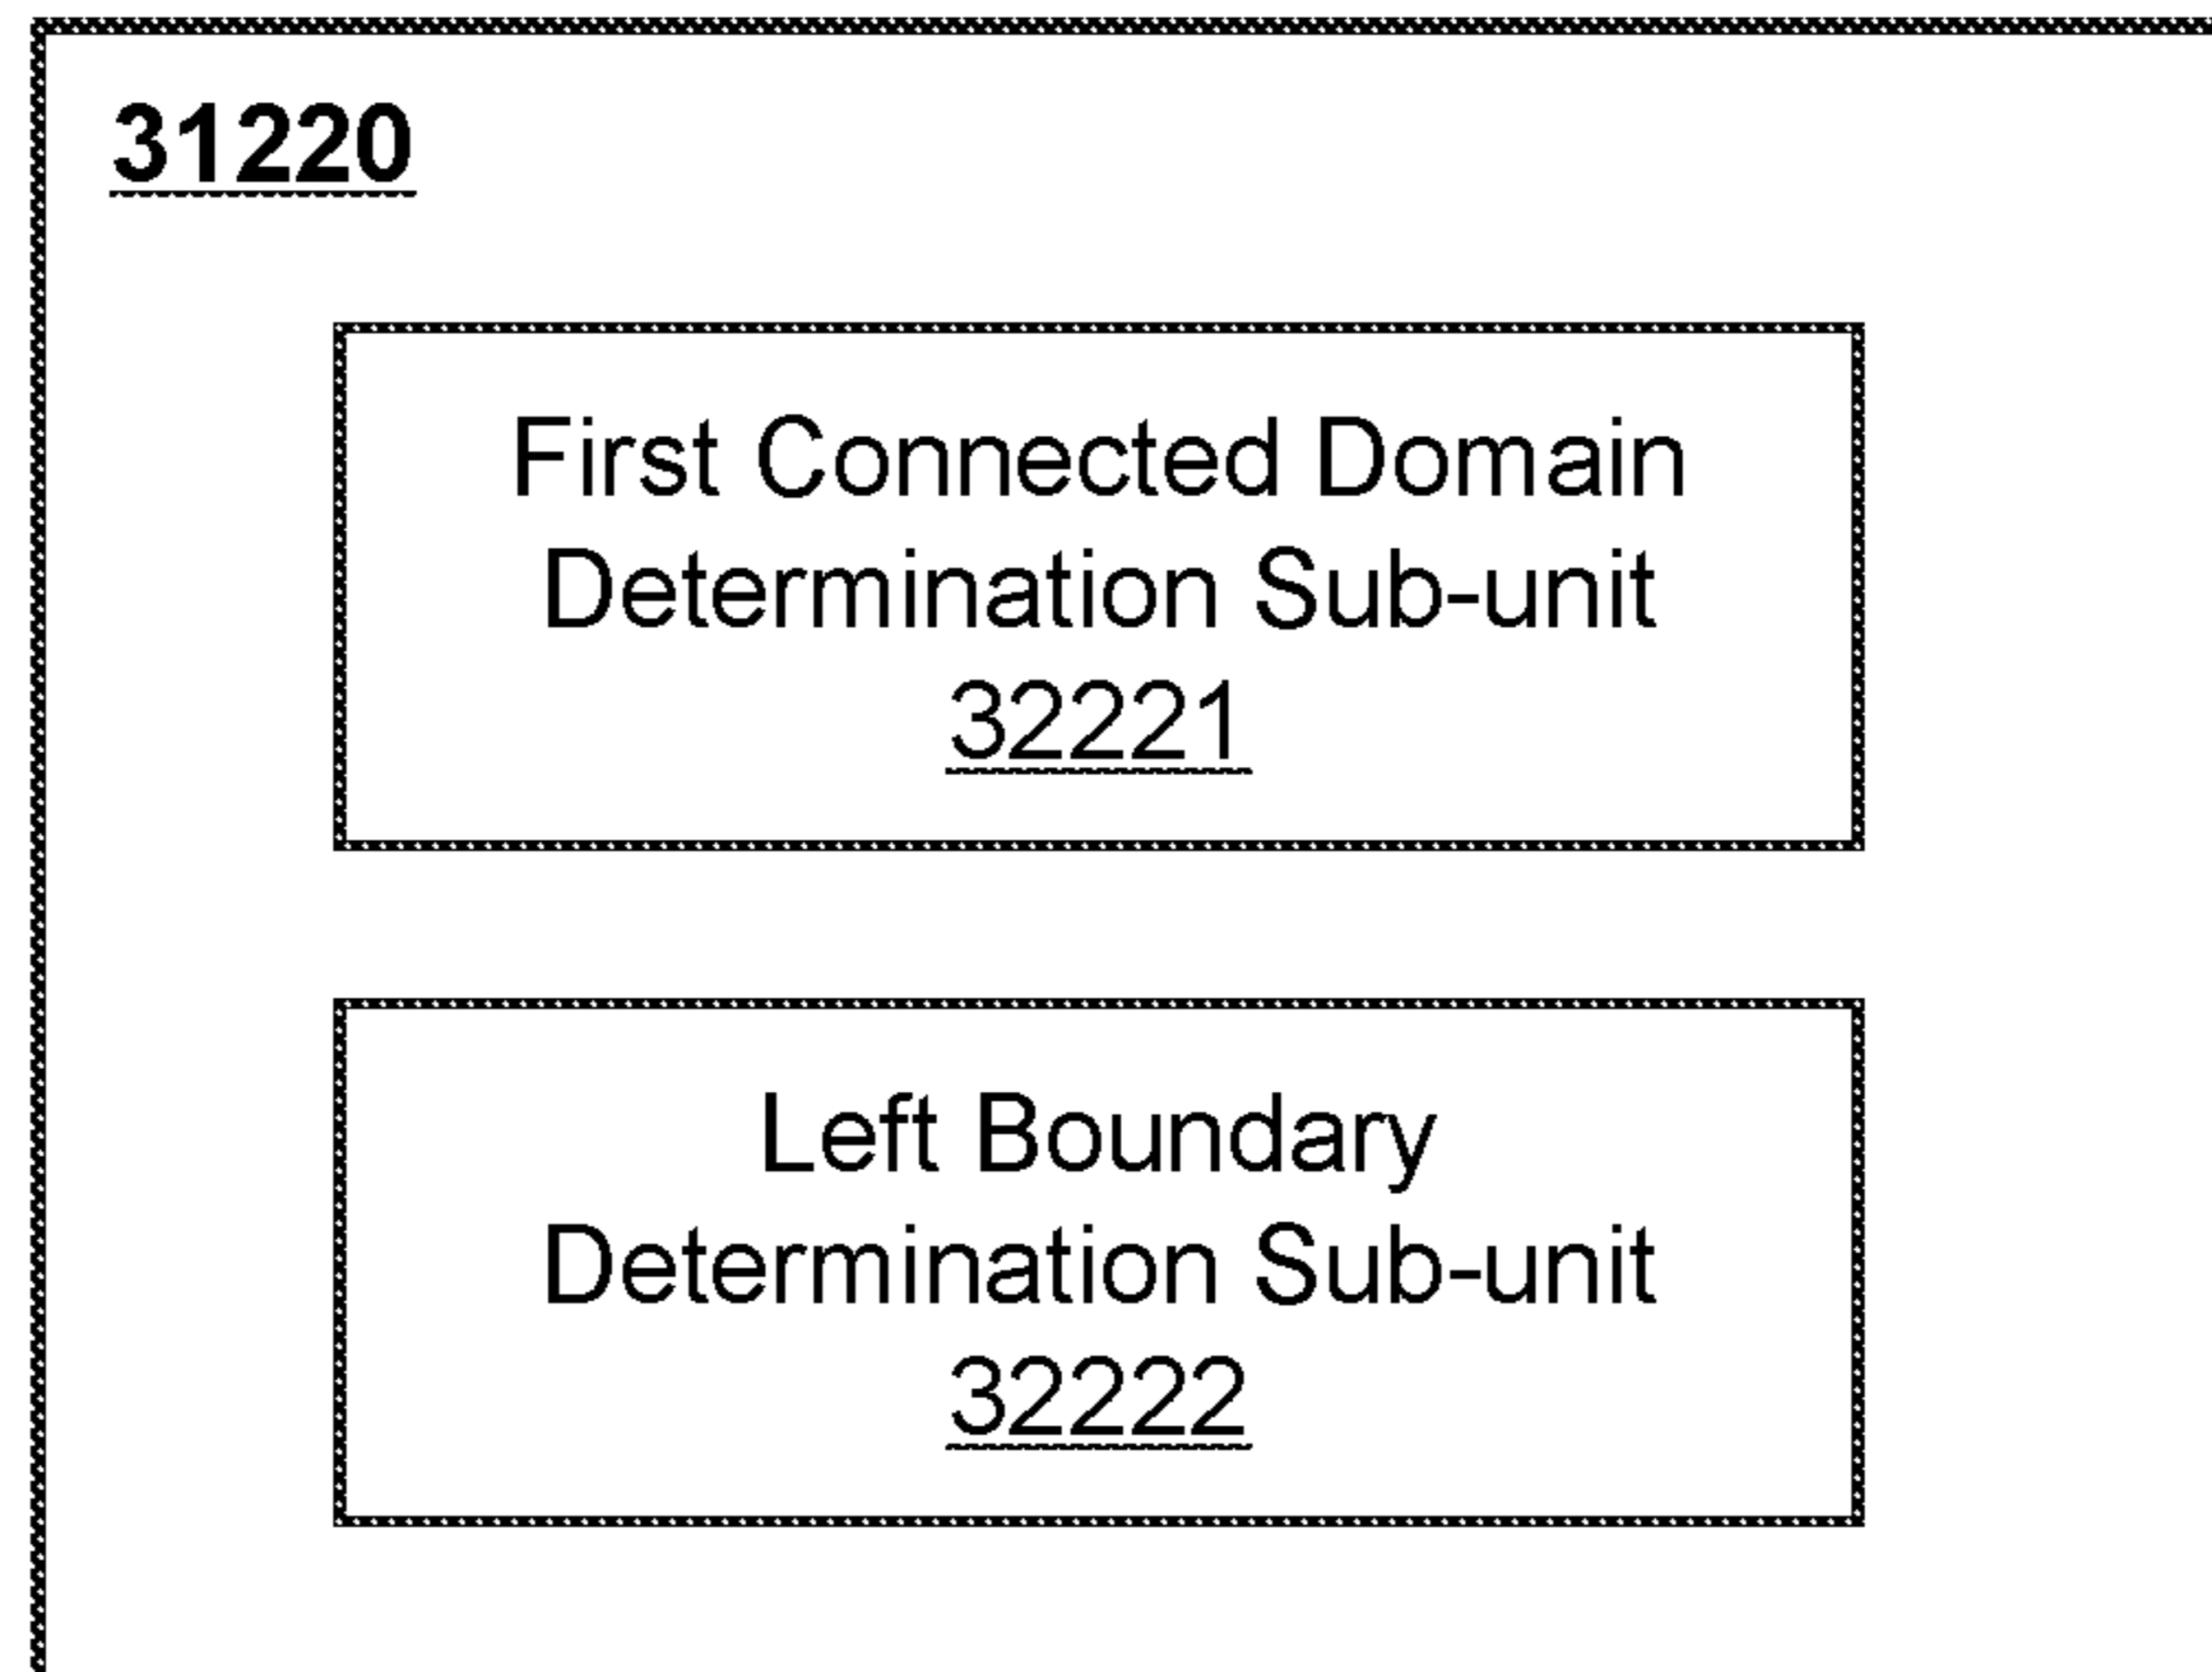 31220
First Connected Domain
Determination Sub-unit
32221
Left Boundary
Determination Sub-unit
32222